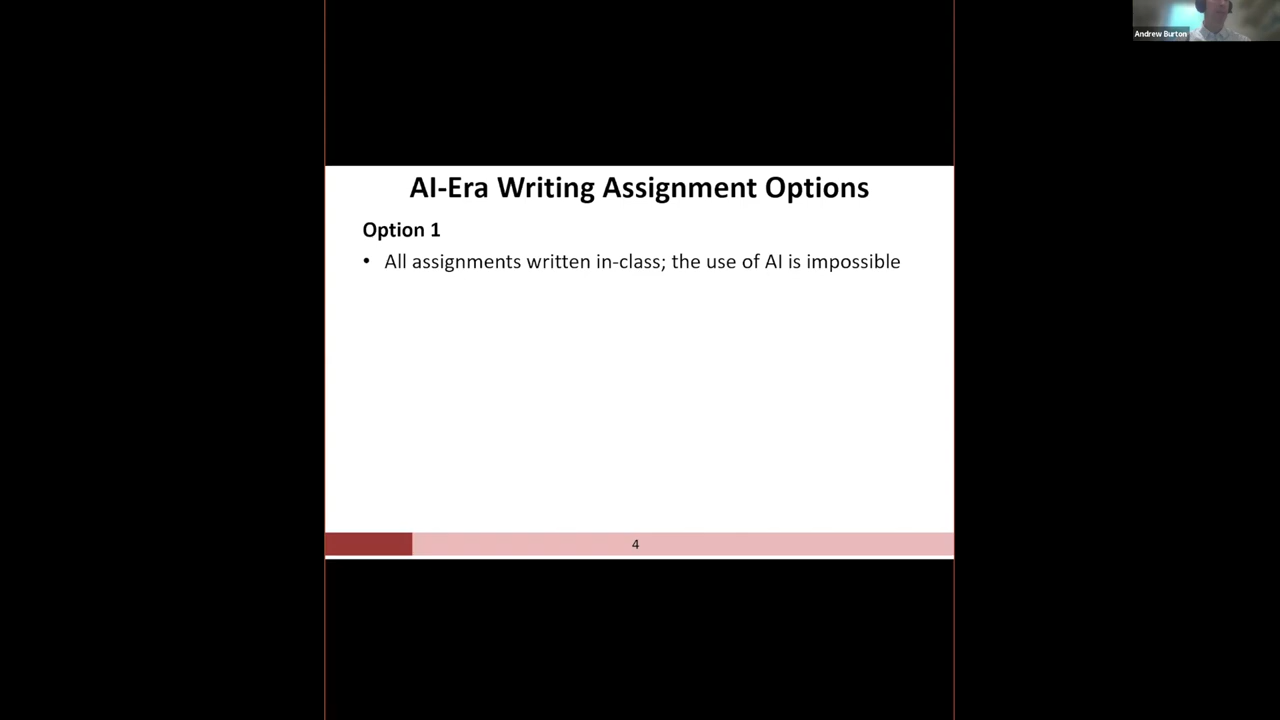 Andrew Burton
AI-Era Writing Assignment Options
Option 1
• All assignments written in-class; the use of AI is impossible
4